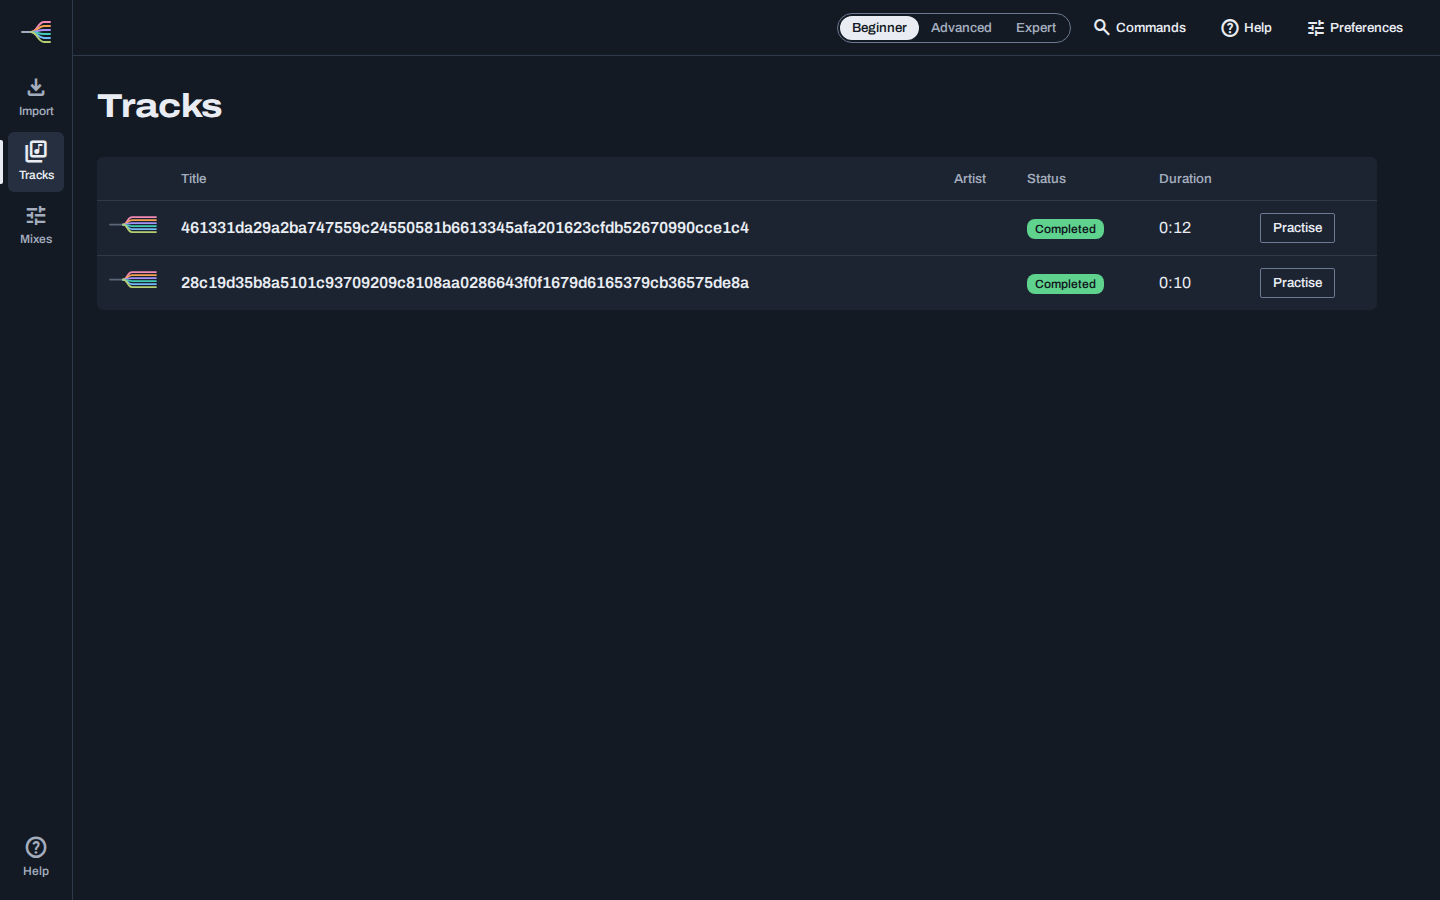 Beginner Advanced Expert Commands Help Preferences
Import
Tracks
Mixes
Help
Tracks
Title Artist Status Duration
461331da29a2ba747559c24550581b6613345afa201623cfdb52670990cce1c4 Completed 0:12 Practise
28c19d35b8a5101c93709209c8108aa0286643f0f1679d6165379cb36575de8a Completed 0:10 Practise